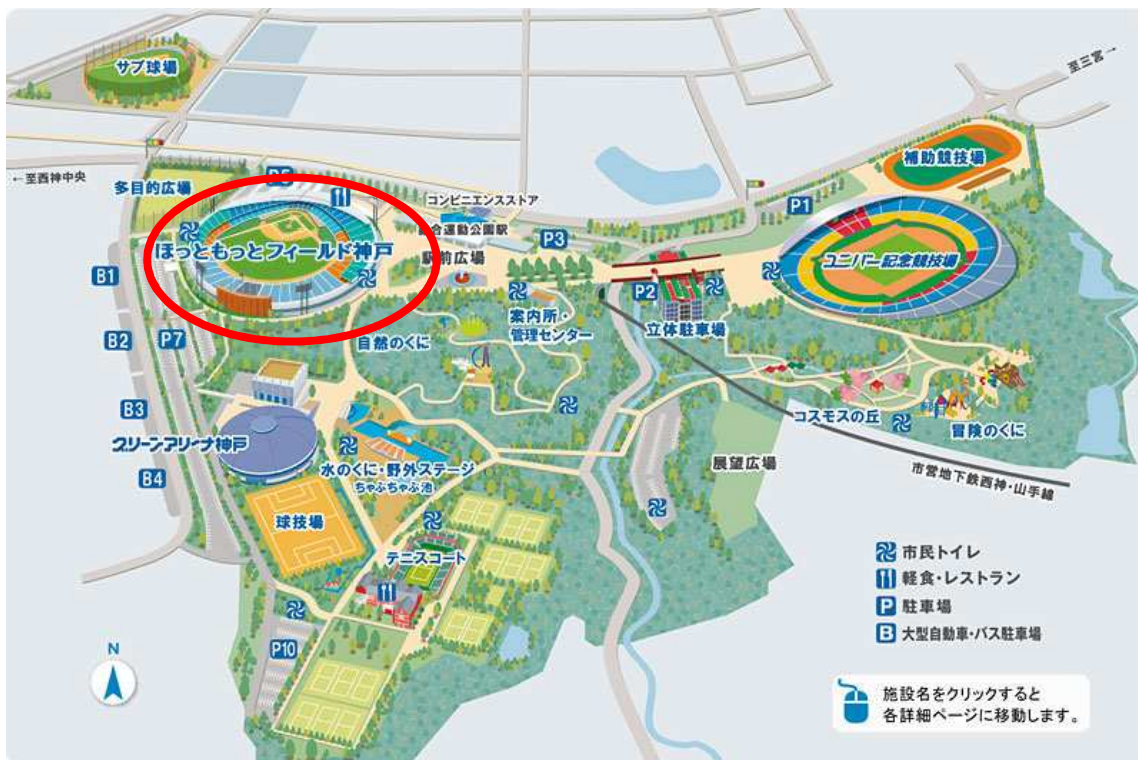 サブ球場
至三宮→
←至西神中央
多目的広場
補助競技場
コンビニエンスストア
P1
合運動公園駅
P3
ほっともっとフィールド神戸
駅前広場
ユニバー記念競技場
B1
P2
案内所・
管理センター
立体駐車場
B2
P7
自然のくに
B3
コスモスの丘
冒険のくに
グリーンアリーナ神戸
水のくに・野外ステージ
ちゃぷちゃぷ池
展望広場
市営地下鉄西神・山手線
B4
球技場
テニスコート
市民トイレ
軽食・レストラン
P 駐車場
B 大型自動車・バス駐車場
P10
N
施設名をクリックすると
各詳細ページに移動します。